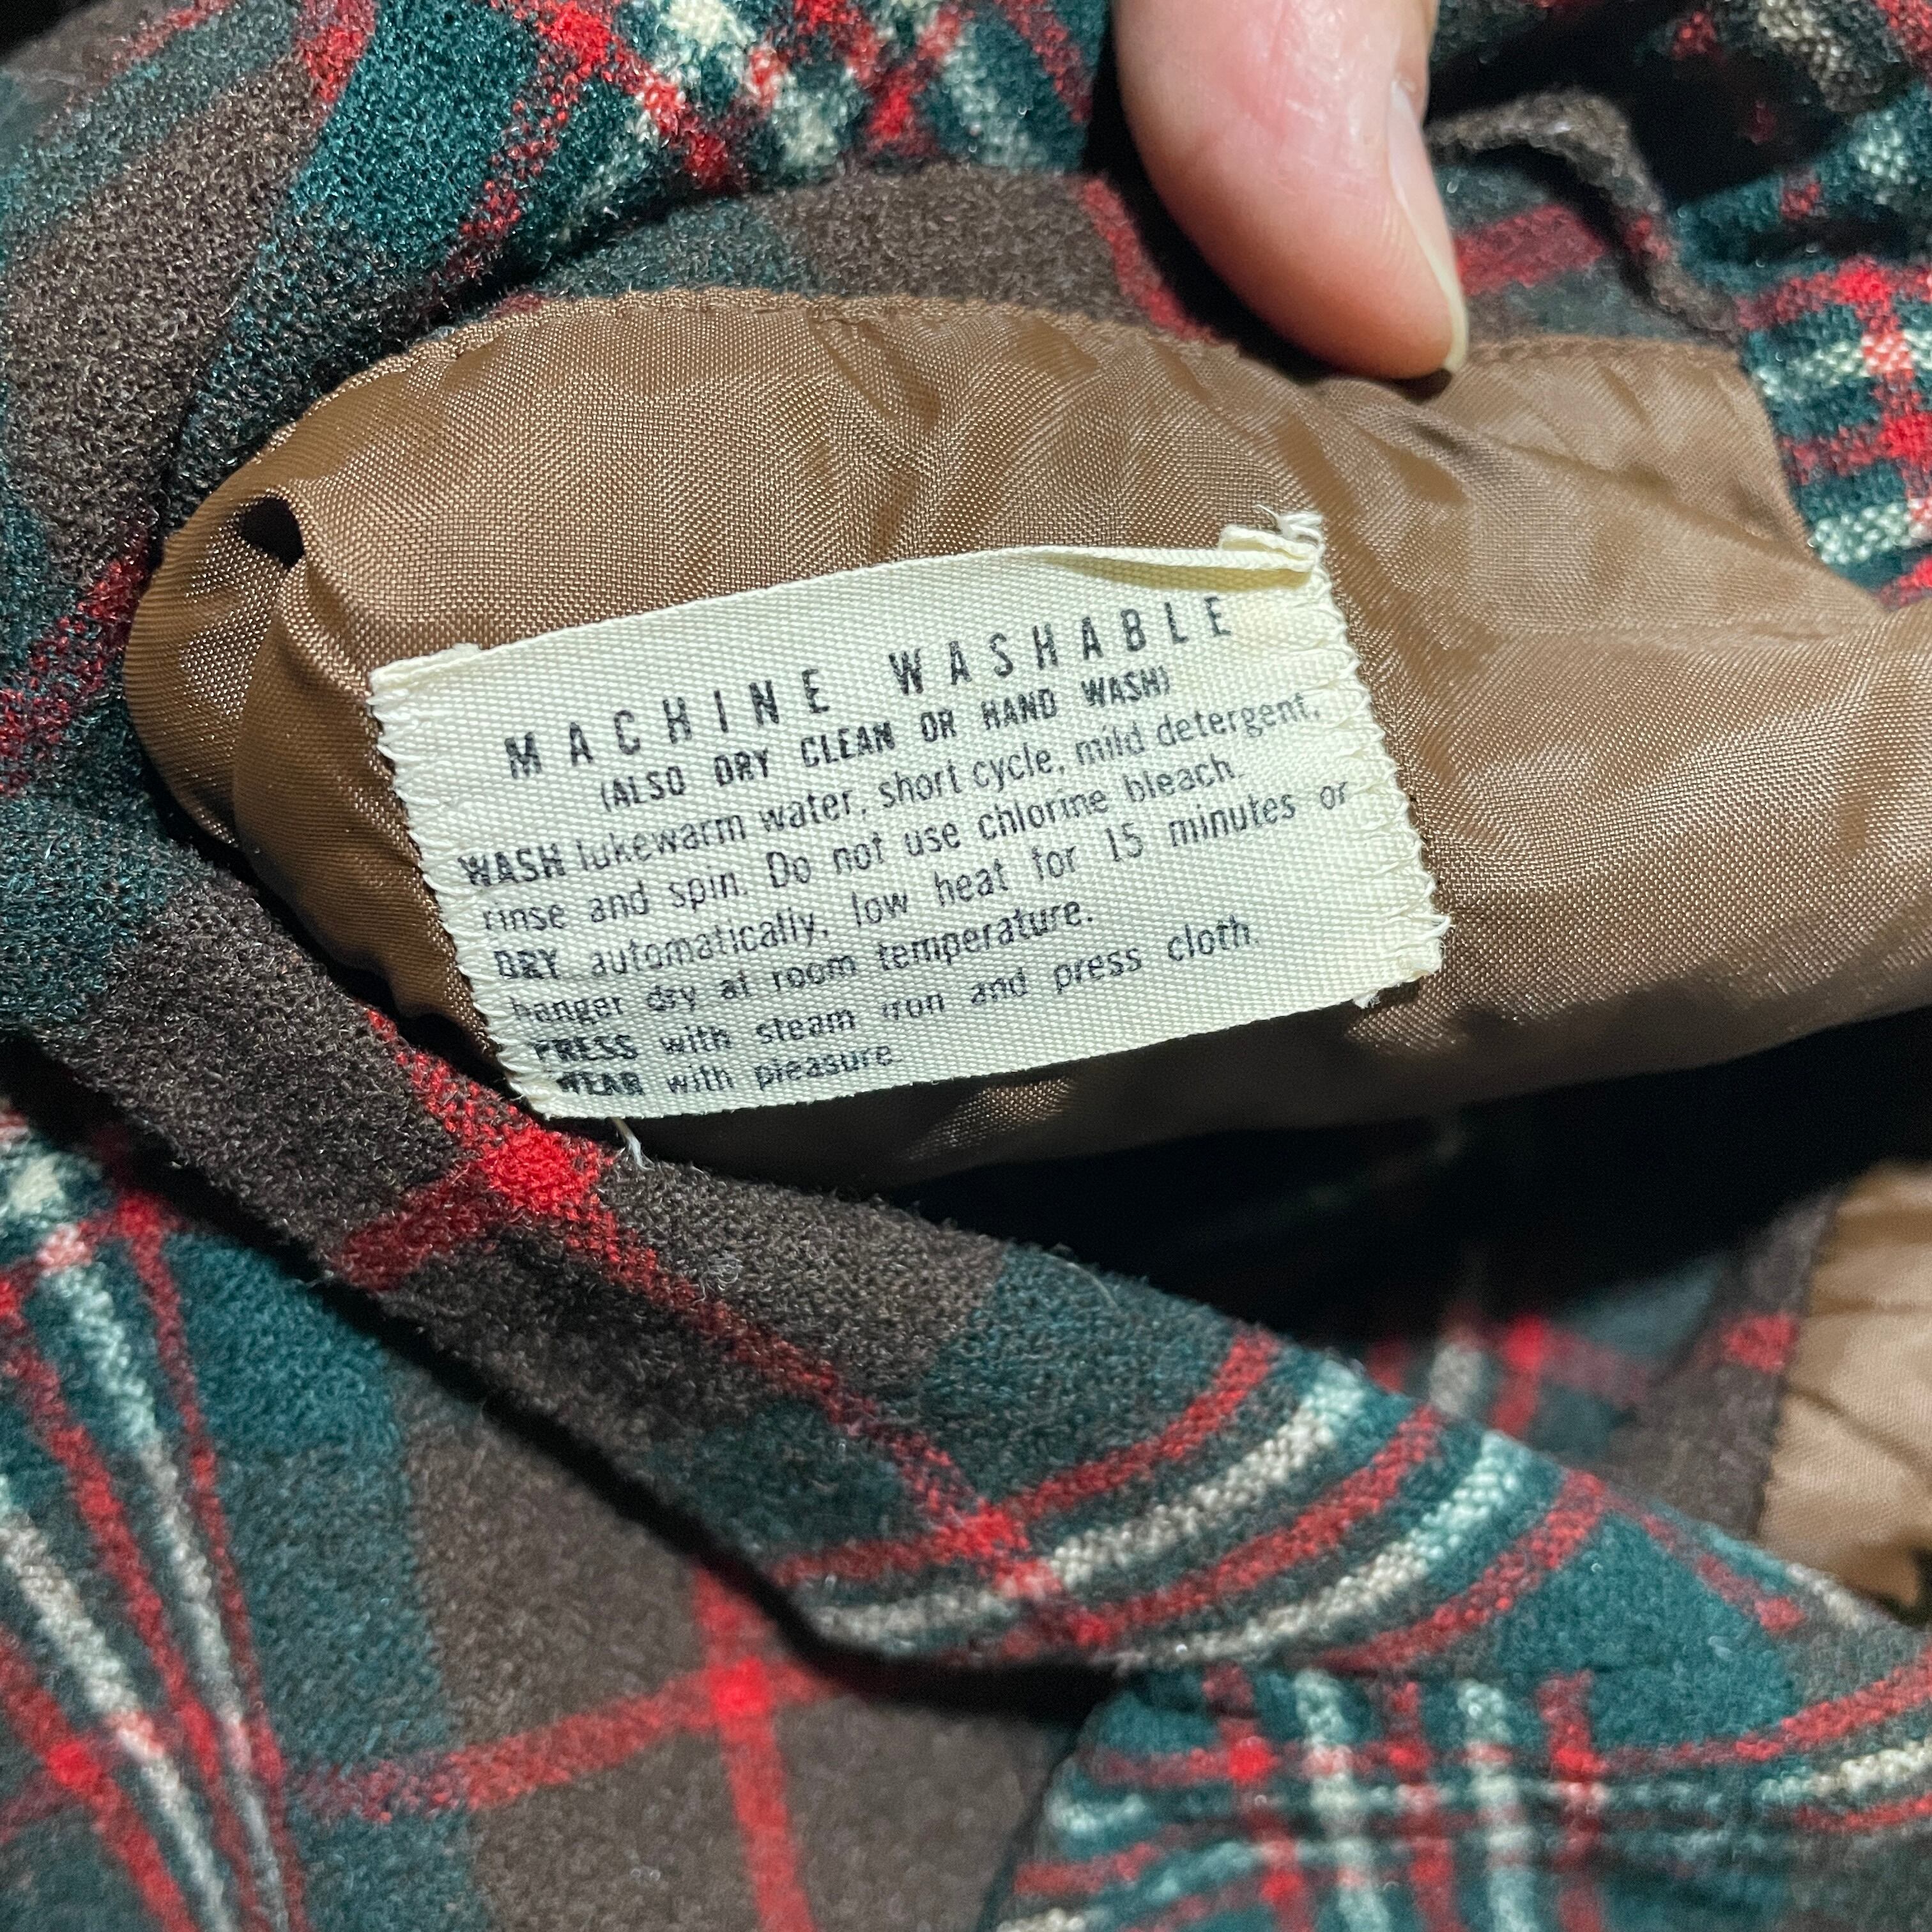 MACHINE WASHABLE
(ALSO DRY CLEAN OR HAND WASH)
WASH lukewarm water, short cycle, mild detergent,
rinse and spin. Do not use chlorine bleach.
DRY automatically, low heat for 15 minutes or
hanger dry at room temperature.
PRESS with steam iron and press cloth.
WEAR with pleasure.